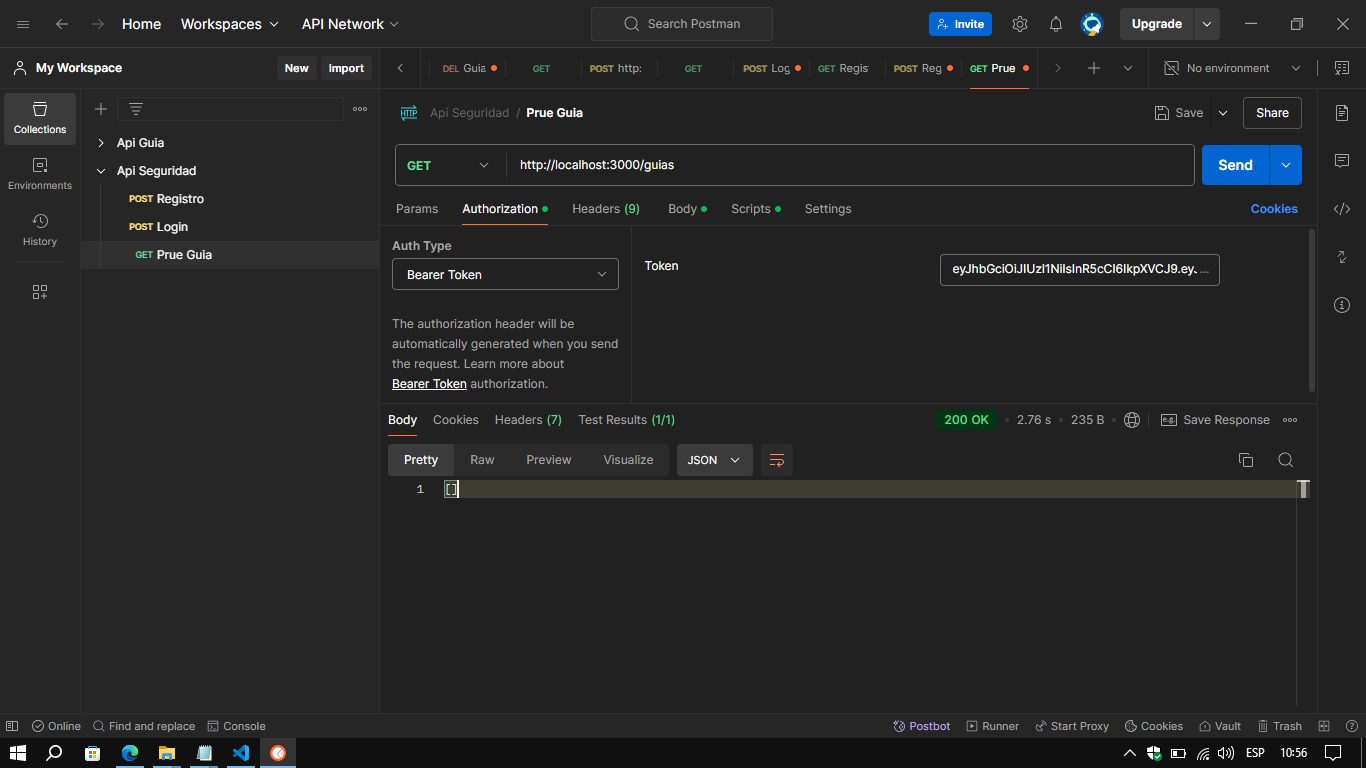 Home Workspaces API Network Search Postman Invite Upgrade
My Workspace New Import DEL Guia GET POST http: GET POST Log GET Regis POST Reg GET Prue No environment
Collections
Environments
History
Api Guia
Api Seguridad
POST Registro
POST Login
GET Prue Guia
HTTP Api Seguridad / Prue Guia Save Share
GET http://localhost:3000/guias Send
Params Authorization Headers (9) Body Scripts Settings Cookies
Auth Type
Bearer Token
The authorization header will be
automatically generated when you send
the request. Learn more about
Bearer Token authorization.
Token eyJhbGciOiJIUzI1NiIsInR5cCI6IkpXVCJ9.eyJ ...
Body Cookies Headers (7) Test Results (1/1) 200 OK 2.76 s 235 B e.g. Save Response
Pretty Raw Preview Visualize JSON
1 []
Online Find and replace Console Postbot Runner Start Proxy Cookies Vault Trash
ESP 10:56